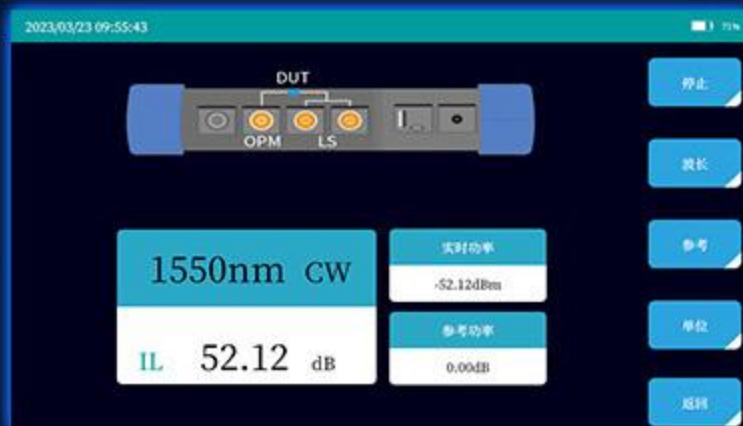 2023/03/23 09:55:43
71%
DUT
OPM
LS
停止
波长
参考
单位
返回
1550nm CW
IL 52.12 dB
实时功率
-52.12dBm
参考功率
0.00dB